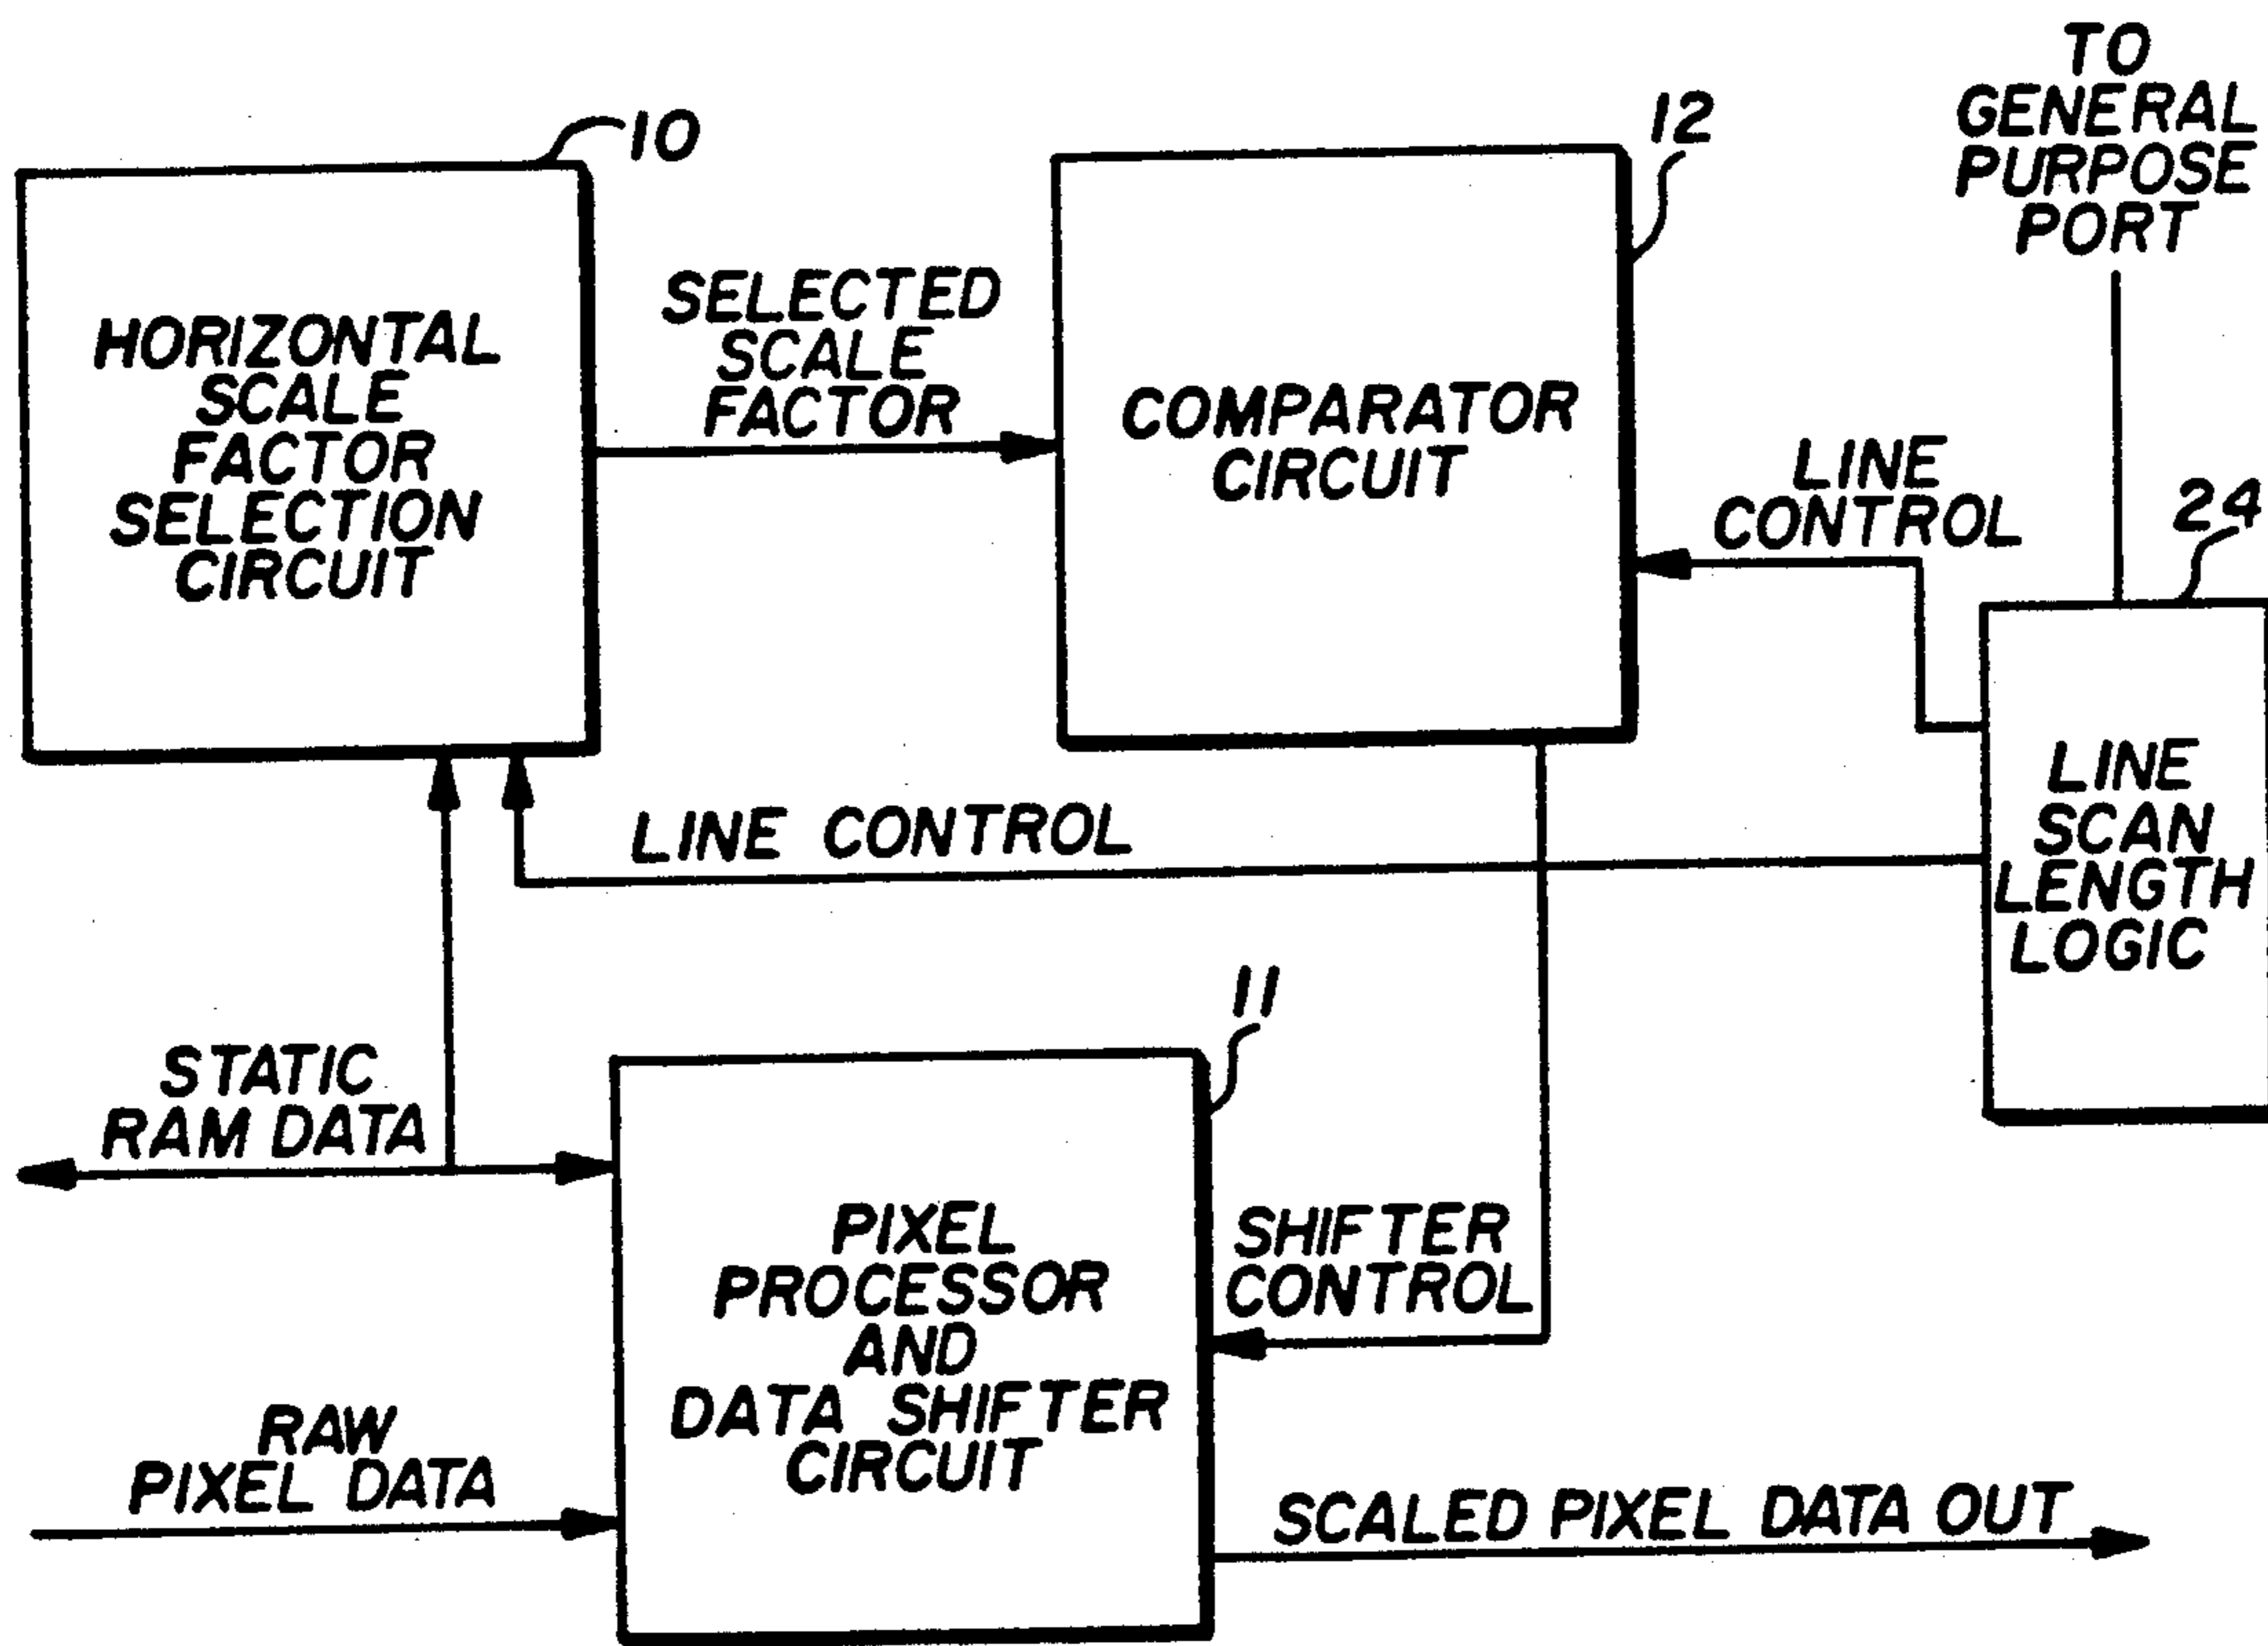 TO
GENERAL
PURPOSE
PORT
10
12
HORIZONTAL
SCALE
FACTOR
SELECTION
CIRCUIT
SELECTED
SCALE
FACTOR
COMPARATOR
CIRCUIT
LINE
CONTROL
24
LINE
SCAN
LENGTH
LOGIC
LINE CONTROL
11
STATIC
RAM DATA
PIXEL
PROCESSOR
AND
DATA SHIFTER
CIRCUIT
SHIFTER
CONTROL
RAW
PIXEL DATA
SCALED PIXEL DATA OUT